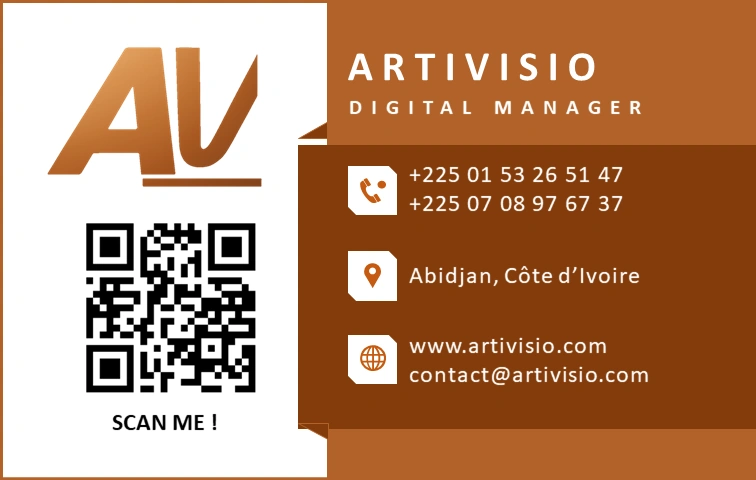 AV
SCAN ME !
ARTIVISIO
DIGITAL MANAGER
+225 01 53 26 51 47
+225 07 08 97 67 37
Abidjan, Côte d’Ivoire
www.artivisio.com
contact@artivisio.com